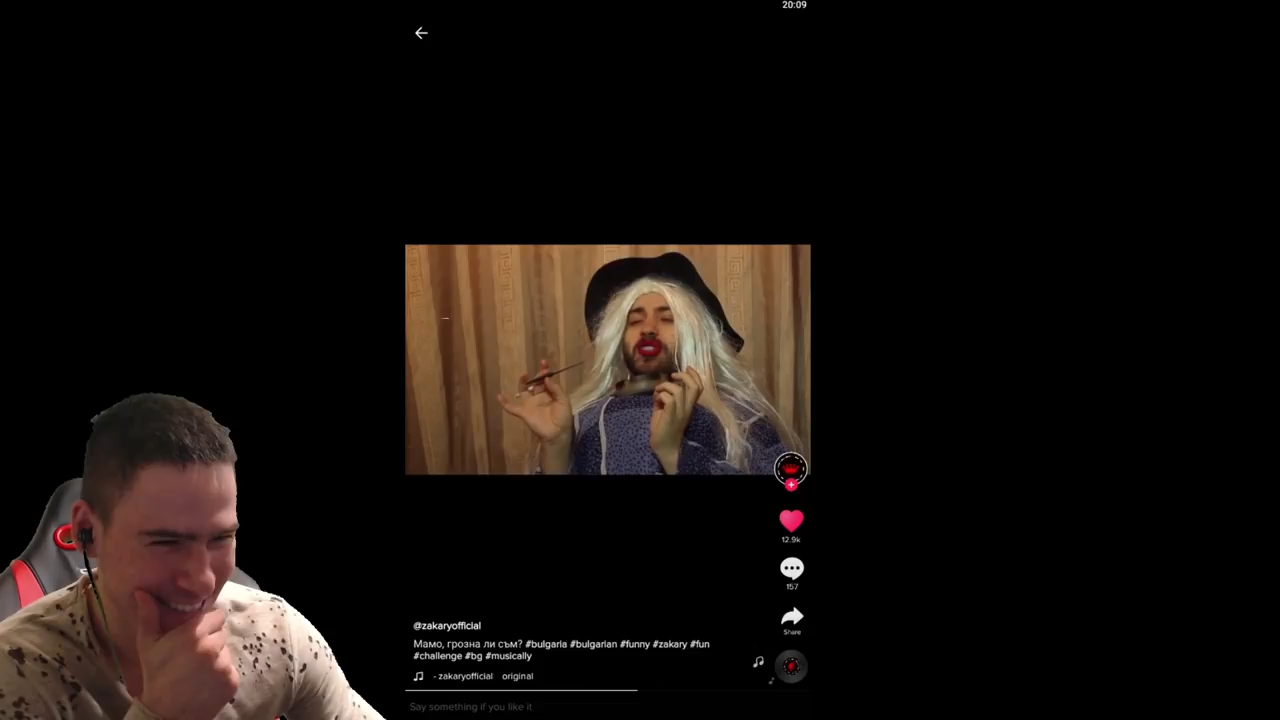 20:09
12.9k
157
Share
@zakaryofficial
Мамо, грозна ли съм? #bulgaria #bulgarian #funny #zakary #fun
#challenge #bg #musically
- zakaryofficial original
Say something if you like it